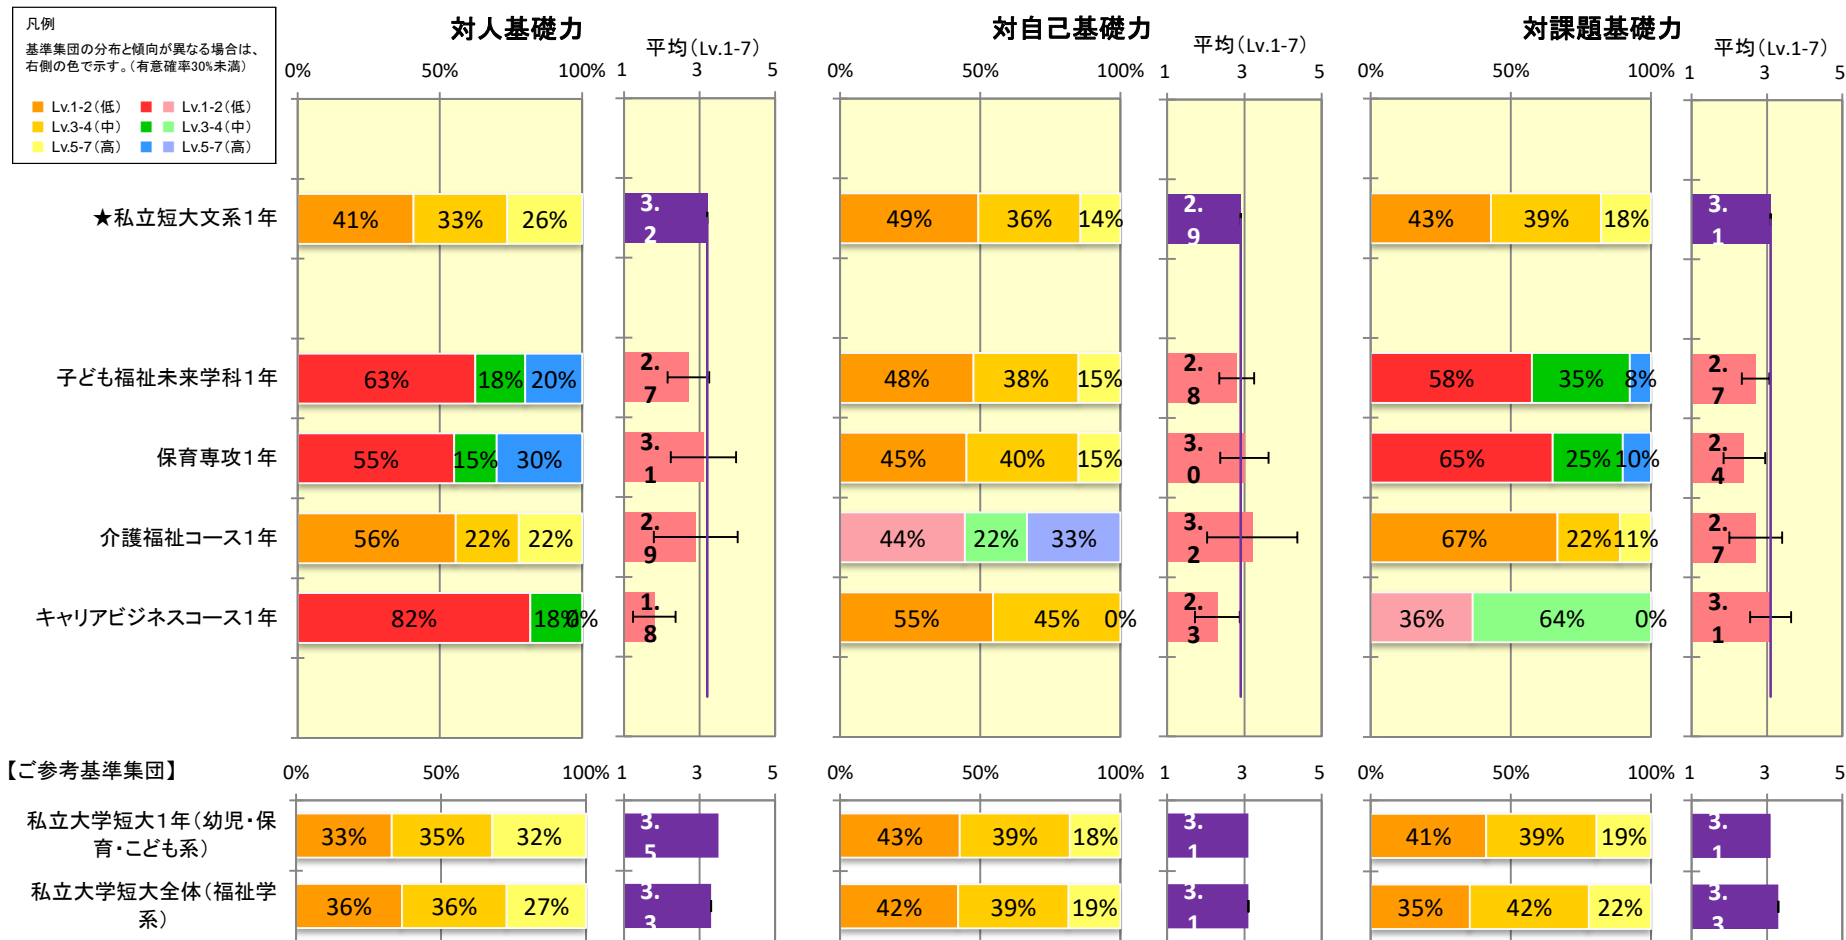 凡例
基準集団の分布と傾向が異なる場合は、
右側の色で示す。(有意確率30%未満)
Lv.1-2(低) Lv.1-2(低)
Lv.3-4(中) Lv.3-4(中)
Lv.5-7(高) Lv.5-7(高)
対人基礎力 対自己基礎力 対課題基礎力
平均(Lv.1-7) 平均(Lv.1-7) 平均(Lv.1-7)
0% 50% 100% 1 3 5 0% 50% 100% 1 3 5 0% 50% 100% 1 3 5
★私立短大文系1年 41% 33% 26% 3.2 49% 36% 14% 2.9 43% 39% 18% 3.1
子ども福祉未来学科1年 63% 18% 20% 2.7 48% 38% 15% 2.8 58% 35% 8% 2.7
保育専攻1年 55% 15% 30% 3.1 45% 40% 15% 3.0 65% 25% 10% 2.4
介護福祉コース1年 56% 22% 22% 2.9 44% 22% 33% 3.2 67% 22% 11% 2.7
キャリアビジネスコース1年 82% 18% 0% 1.8 55% 45% 0% 2.3 36% 64% 0% 3.1
【ご参考基準集団】 0% 50% 100% 1 3 5 0% 50% 100% 1 3 5 0% 50% 100% 1 3 5
私立大学短大1年(幼児・保
育・こども系) 33% 35% 32% 3.5 43% 39% 18% 3.1 41% 39% 19% 3.1
私立大学短大全体(福祉学
系) 36% 36% 27% 3.3 42% 39% 19% 3.1 35% 42% 22% 3.3